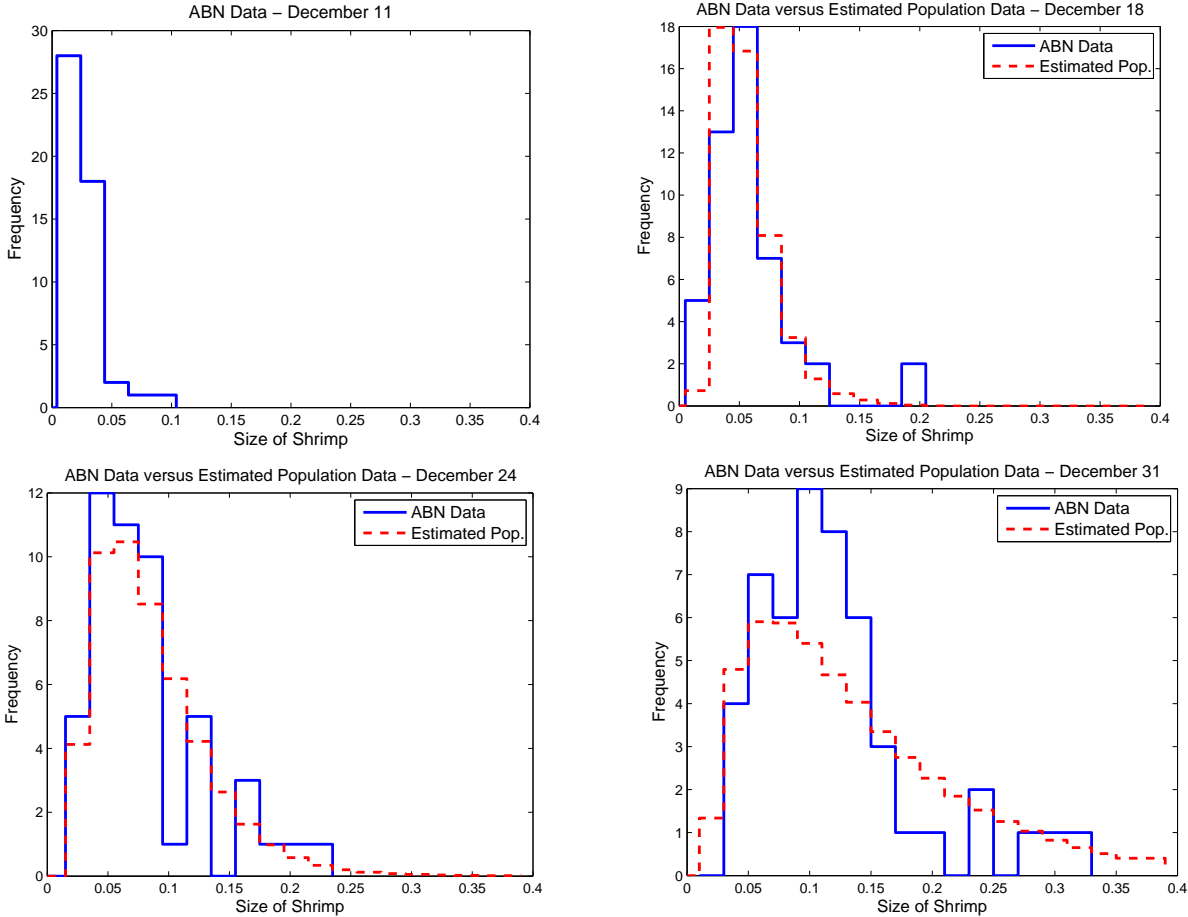 ABN Data – December 11
30
25
20
15
10
5
0
0 0.05 0.1 0.15 0.2 0.25 0.3 0.35 0.4
Frequency
Size of Shrimp
ABN Data versus Estimated Population Data – December 18
18
16
14
12
10
8
6
4
2
0
0 0.05 0.1 0.15 0.2 0.25 0.3 0.35 0.4
Frequency
Size of Shrimp
ABN Data
Estimated Pop.
ABN Data versus Estimated Population Data – December 24
12
10
8
6
4
2
0
0 0.05 0.1 0.15 0.2 0.25 0.3 0.35 0.4
Frequency
Size of Shrimp
ABN Data
Estimated Pop.
ABN Data versus Estimated Population Data – December 31
9
8
7
6
5
4
3
2
1
0
0 0.05 0.1 0.15 0.2 0.25 0.3 0.35 0.4
Frequency
Size of Shrimp
ABN Data
Estimated Pop.